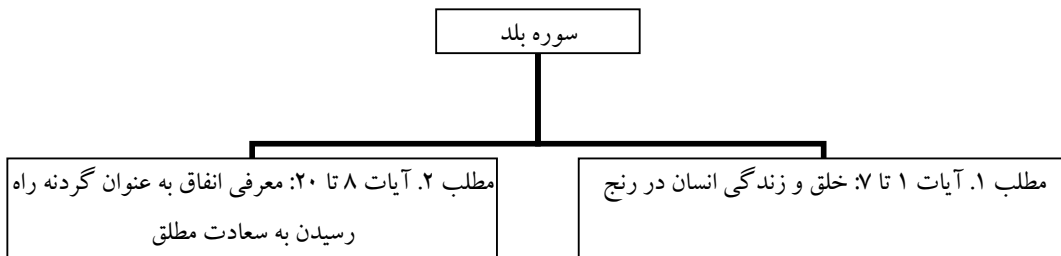 سوره بلد
مطلب ۱. آیات ۱ تا ۷: خلق و زندگی انسان در رنج
مطلب ۲. آیات ۸ تا ۲۰: معرفی انفاق به عنوان گردنه راه
رسیدن به سعادت مطلق